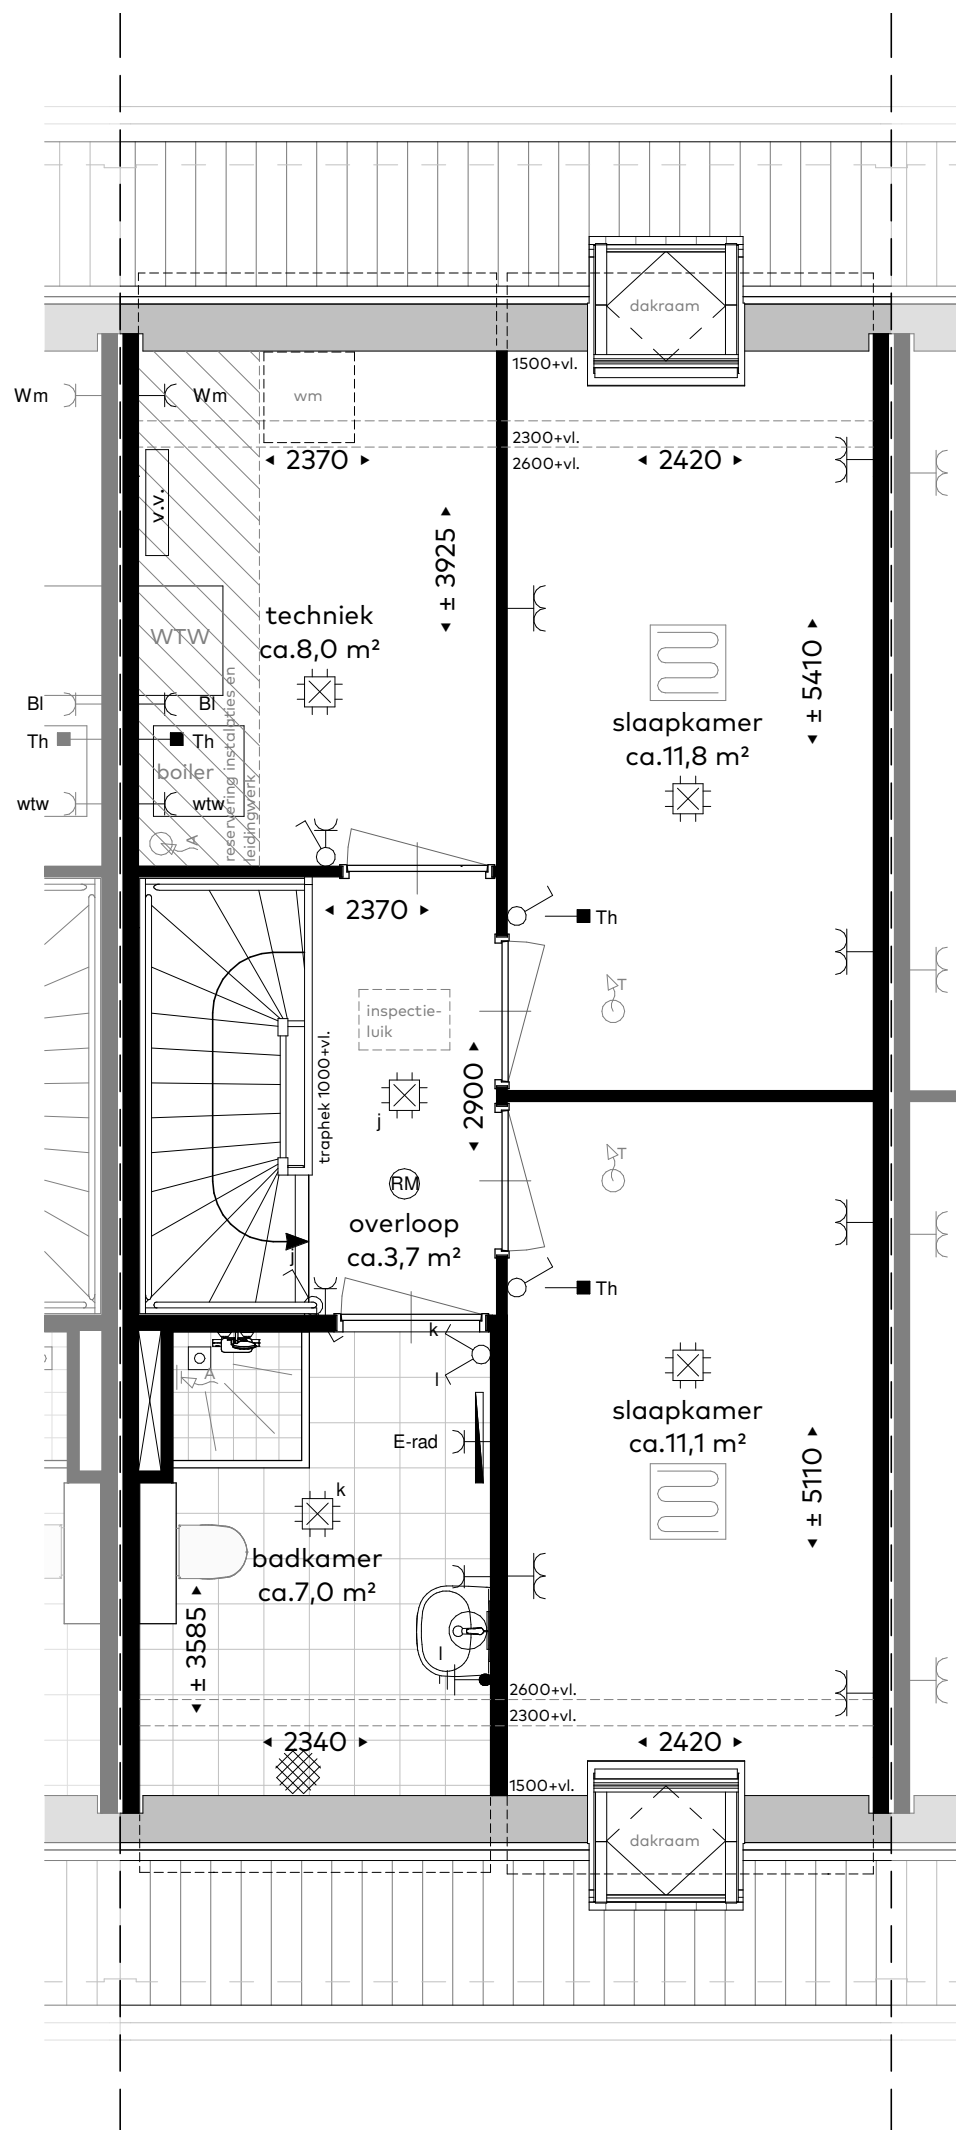 dakraam
1500+vl.
Wm
Wm
wm
2300+vl.
2370
2600+vl.
2420
v.v.
± 3925
techniek
ca.8,0 m²
WTW
± 5410
Bl
Bl
slaapkamer
ca.11,8 m²
Th
Th
boiler
wtw
wtw
reservering instalaties en
leidingwerk
A
2370
Th
T
inspectie-
luik
traphek 1000+vl.
2900
j
T
RM
overloop
ca.3,7 m²
j
Th
k
l
A
slaapkamer
ca.11,1 m²
E-rad
k
± 5110
badkamer
ca.7,0 m²
± 3585
l
2600+vl.
2300+vl.
2340
2420
1500+vl.
dakraam